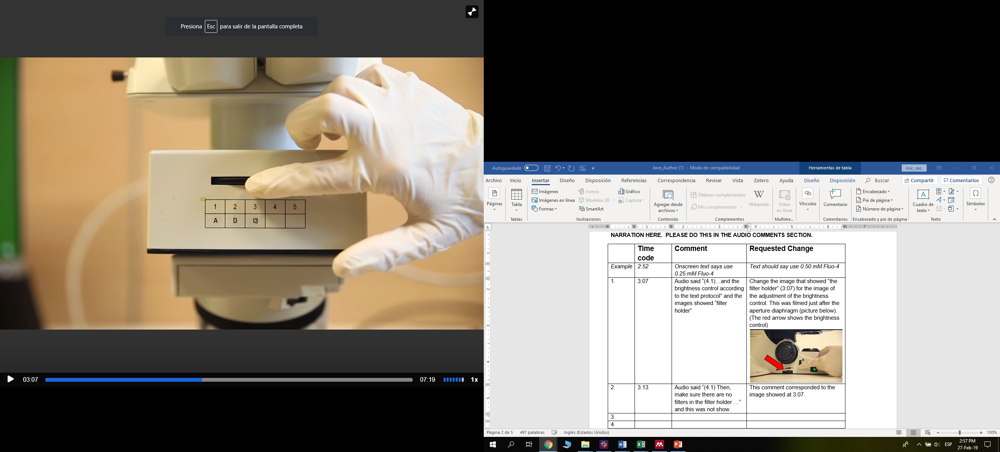 Presiona Esc para salir de la pantalla completa
1 2 3 4 5
A D I3
03:07 07:19 1x
Autoguardado
Jove_Author (1) - Modo de compatibilidad
Herramientas de tabla
Inic. ses.
Archivo Inicio Insertar Diseño Disposición Referencias Correspondencia Revisar Vista Zotero Ayuda Diseño Disposición Buscar Compartir Comentarios
Páginas
Tabla
Tablas
Imágenes
Imágenes en línea
Formas
Iconos
Modelos 3D
SmartArt
Gráfico
Captura
Ilustraciones
Agregar desde
archivos
Contenido
Obtener complementos
Mis complementos
Wikipedia
Complementos
Vídeo
en línea
Multime...
Vínculos
Comentario
Comentarios
Encabezado
Pie de página
Número de página
Encabezado y pie de página
Cuadro de
texto
Texto
Símbolos
NARRATION HERE. PLEASE DO THIS IN THE AUDIO COMMENTS SECTION.
Time
code
Comment
Requested Change
Example
2:52
Onscreen text says use
0.25 mM Fluo-4
Text should say use 0.50 mM Fluo-4
1.
3:07
Audio said “(4.1)…and the
brightness control according
to the text protocol” and the
images showed “filter
holder”
Change the image that showed “the
filter holder” (3:07) for the image of
the adjustment of the brightness
control. This was filmed just after the
aperture diaphragm (picture below).
(The red arrow shows the brightness
control)
2.
3.13
Audio said “(4.1) Then,
make sure there are no
filters in the filter holder …”
and this was not show.
This comment corresponded to the
image showed at 3:07.
3.
4.
Página 2 de 5 497 palabras Inglés (Estados Unidos) 100%
ESP
2:57 PM
27-Feb-19